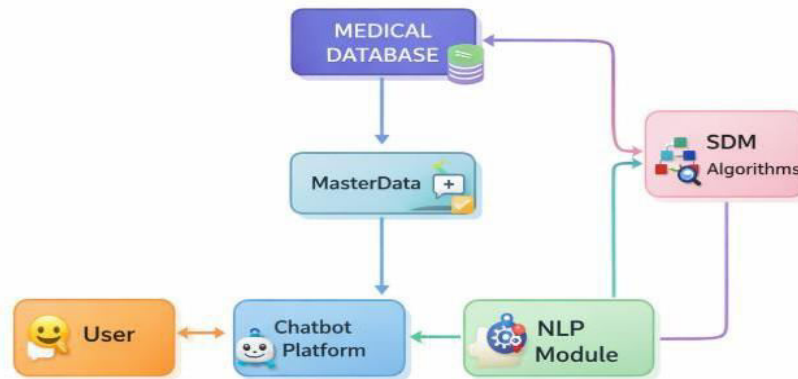 MEDICAL
DATABASE
SDM
Algorithms
MasterData
User
Chatbot
Platform
NLP
Module